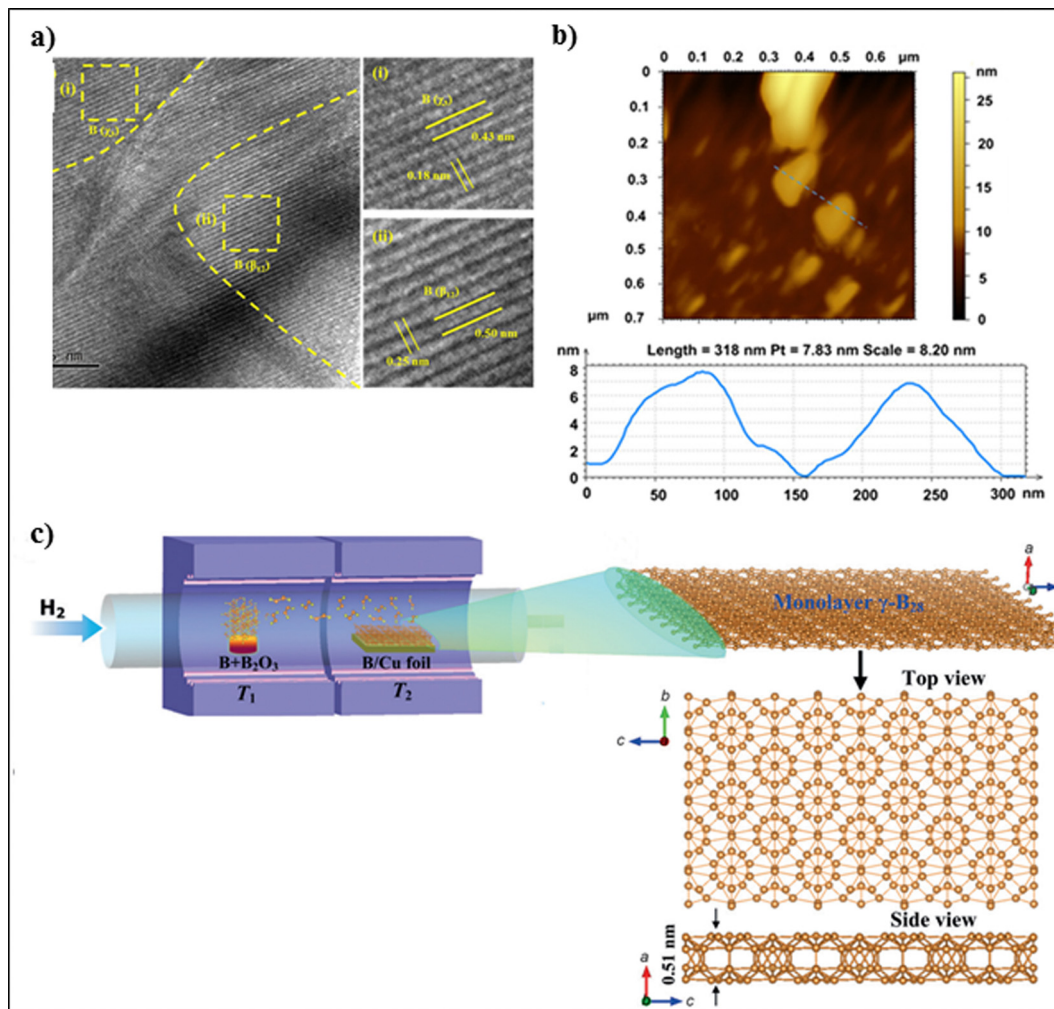 a)
(i)
B (χ3)
(ii)
B (β12)
nm
(i)
B (χ3)
0.43 nm
0.18 nm
(ii)
B (β12)
0.50 nm
0.25 nm
b)
0 0.1 0.2 0.3 0.4 0.5 0.6 µm
0
0.1
0.2
0.3
0.4
0.5
0.6
µm
0.7
nm
25
20
15
10
5
0
nm
Length = 318 nm Pt = 7.83 nm Scale = 8.20 nm
8
6
4
2
0
0 50 100 150 200 250 300 nm
c)
H2
B+B2O3
B/Cu foil
T1
T2
Monolayer γ-B28
a
b
Top view
b
c
Side view
0.51 nm
a
c